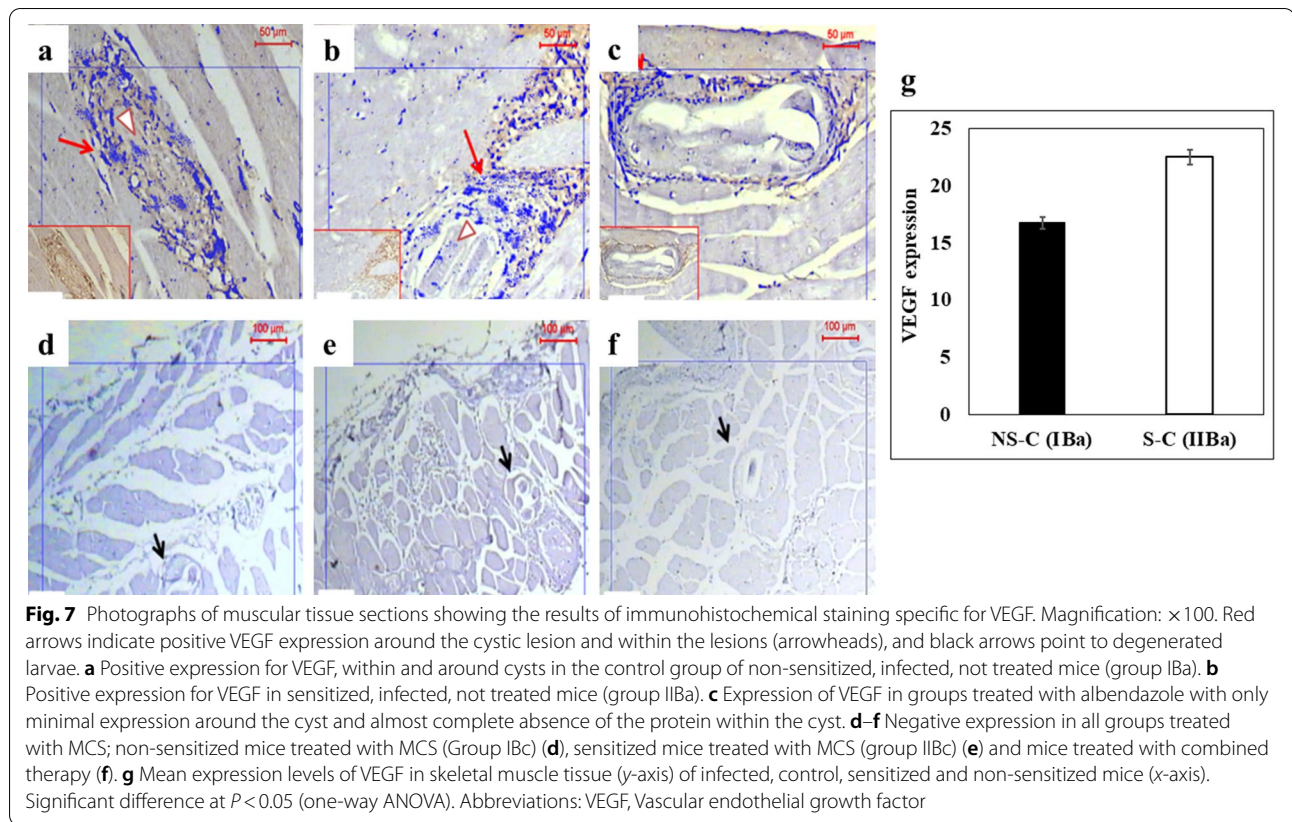 a
50 µm
b
50 µm
c
50 µm
d
100 µm
e
100 µm
f
100 µm
g
VEGF expression
25
20
15
10
5
0
NS-C (IBa)
S-C (IIBa)
Fig. 7 Photographs of muscular tissue sections showing the results of immunohistochemical staining specific for VEGF. Magnification: ×100. Red
arrows indicate positive VEGF expression around the cystic lesion and within the lesions (arrowheads), and black arrows point to degenerated
larvae. a Positive expression for VEGF, within and around cysts in the control group of non-sensitized, infected, not treated mice (group IBa). b
Positive expression for VEGF in sensitized, infected, not treated mice (group IIBa). c Expression of VEGF in groups treated with albendazole with only
minimal expression around the cyst and almost complete absence of the protein within the cyst. d–f Negative expression in all groups treated
with MCS; non-sensitized mice treated with MCS (Group IBc) (d), sensitized mice treated with MCS (group IIBc) (e) and mice treated with combined
therapy (f). g Mean expression levels of VEGF in skeletal muscle tissue (y-axis) of infected, control, sensitized and non-sensitized mice (x-axis).
Significant difference at P < 0.05 (one-way ANOVA). Abbreviations: VEGF, Vascular endothelial growth factor